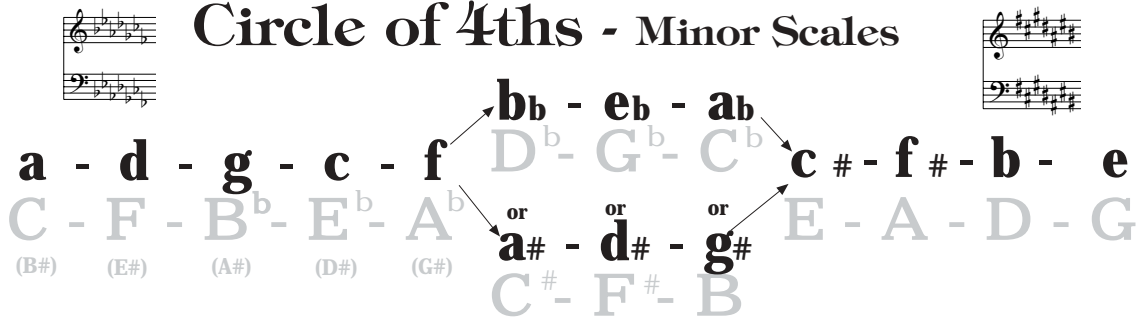 Circle of 4ths - Minor Scales
bb - eb - ab
Db - Gb - Cb
a - d - g - c - f
c # - f # - b - e
C - F - Bb - Eb - Ab
E - A - D - G
(B#) (E#) (A#) (D#) (G#)
or or or
a# - d# - g#
C# - F# - B